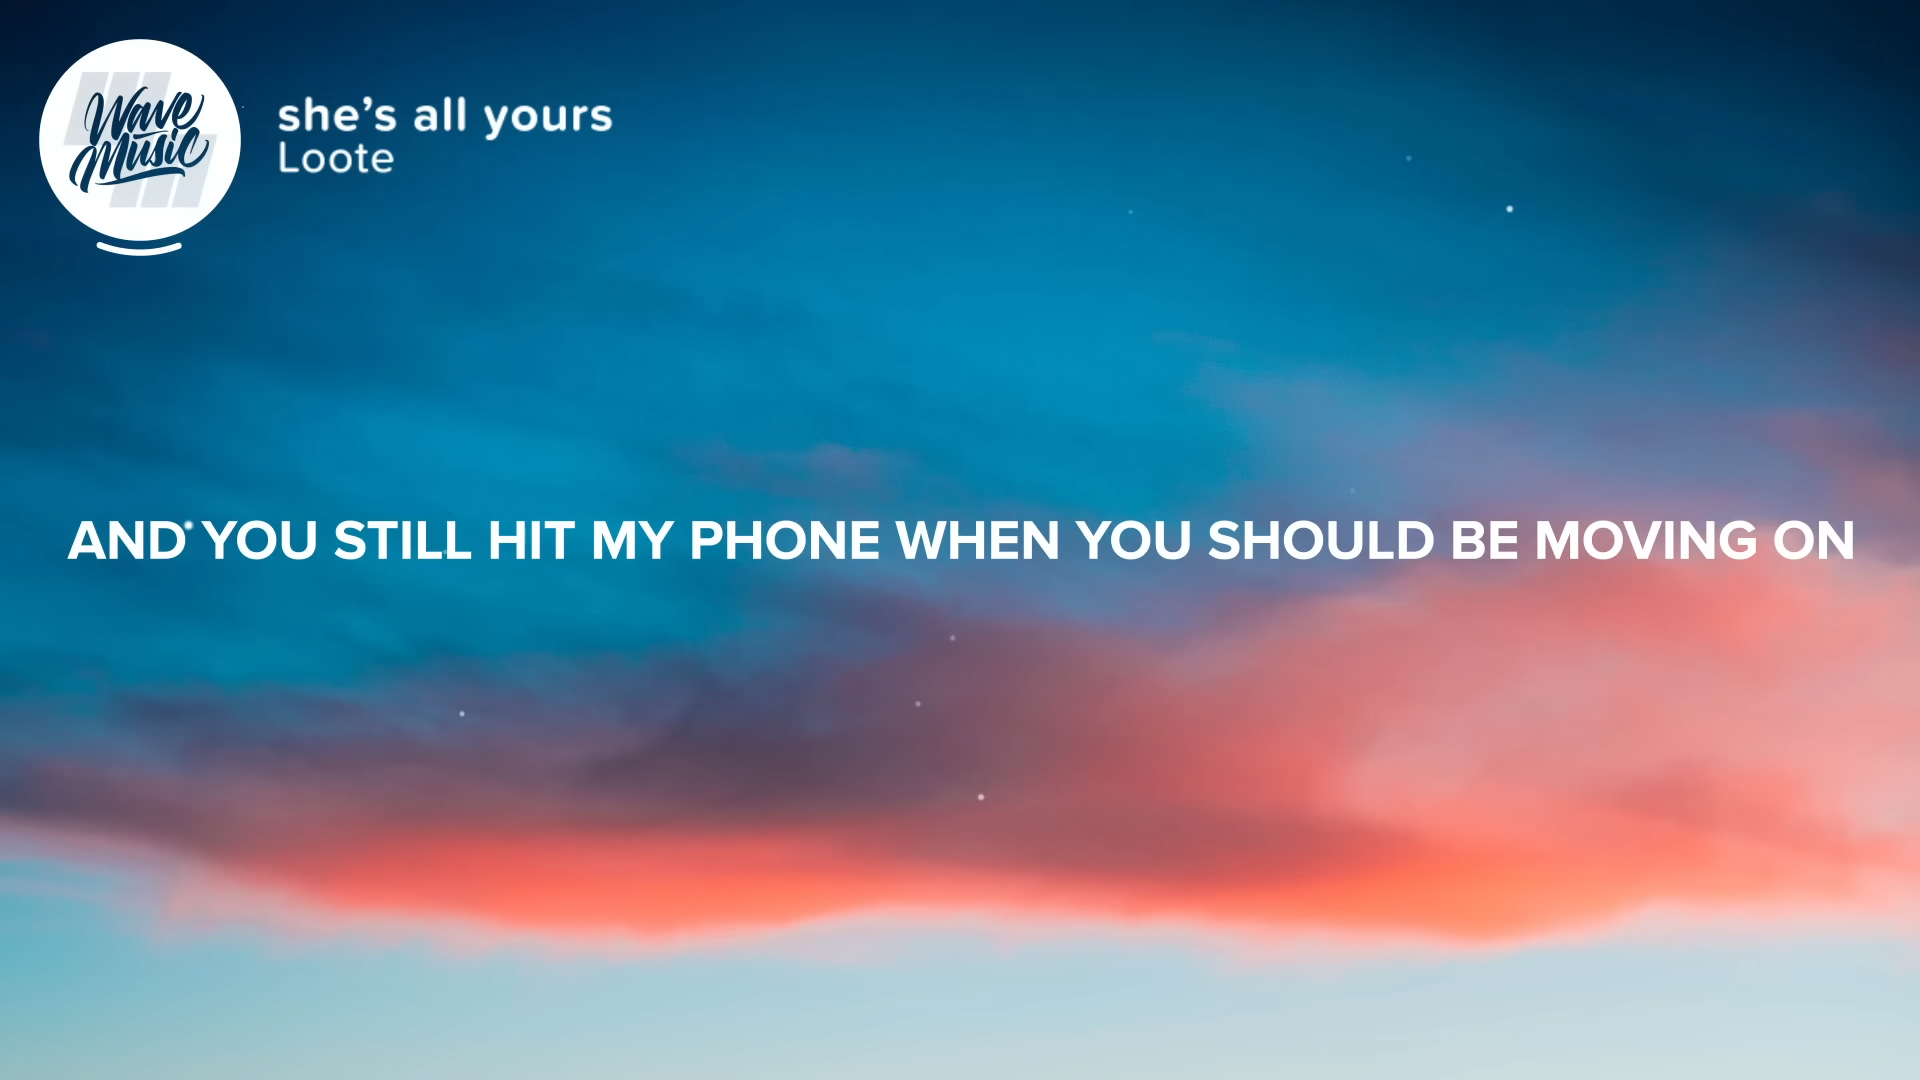 Wave
Music
she's all yours
Loote
AND YOU STILL HIT MY PHONE WHEN YOU SHOULD BE MOVING ON